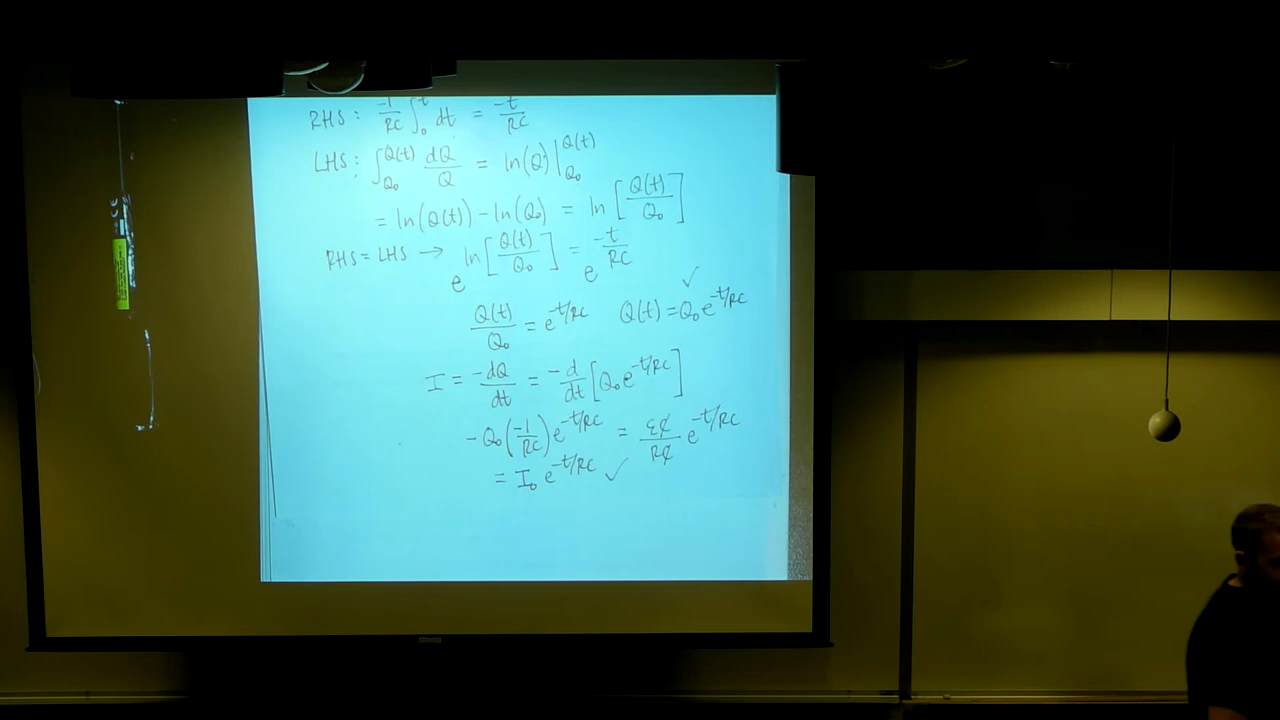 RHS: -1/RC ∫₀ᵗ dt = -t/RC
LHS: ∫_{Q₀}^{Q(t)} dQ/Q = ln(Q)|_{Q₀}^{Q(t)}
= ln(Q(t)) - ln(Q₀) = ln[Q(t)/Q₀]
RHS = LHS → e^{ln[Q(t)/Q₀]} = e^{-t/RC}
Q(t)/Q₀ = e^{-t/RC} Q(t) = Q₀e^{-t/RC} ✓
I = -dQ/dt = -d/dt[Q₀e^{-t/RC}]
-Q₀(-1/RC)e^{-t/RC} = εC/RC e^{-t/RC}
= I₀e^{-t/RC} ✓